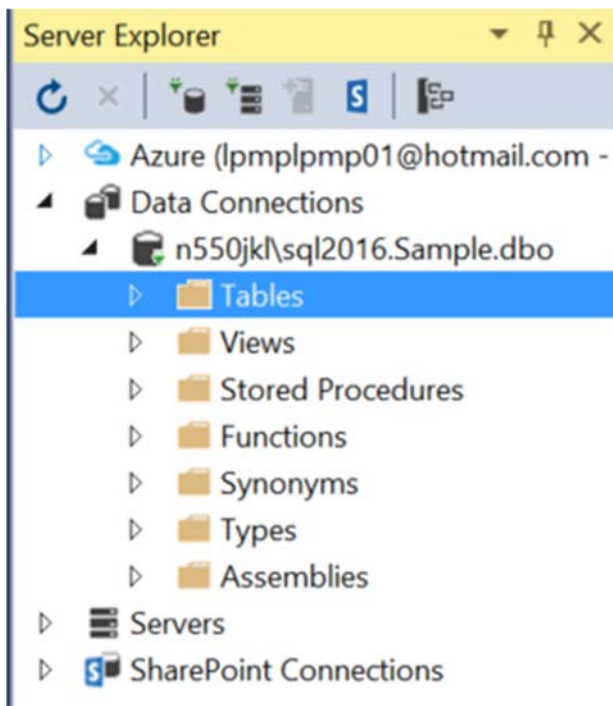 Server Explorer
Azure (lpmplpmp01@hotmail.com -
Data Connections
n550jkl\sql2016.Sample.dbo
Tables
Views
Stored Procedures
Functions
Synonyms
Types
Assemblies
Servers
SharePoint Connections